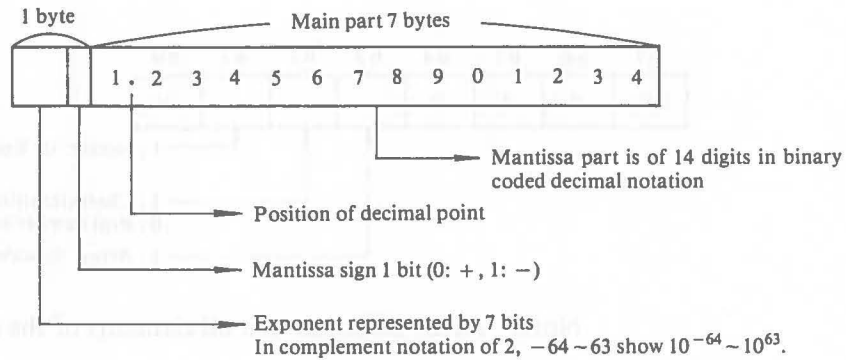 1 byte
Main part 7 bytes
1 . 2 3 4 5 6 7 8 9 0 1 2 3 4
Mantissa part is of 14 digits in binary
coded decimal notation
Position of decimal point
Mantissa sign 1 bit (0: +, 1: −)
Exponent represented by 7 bits
In complement notation of 2, −64 ~ 63 show 10⁻⁶⁴ ~ 10⁶³.